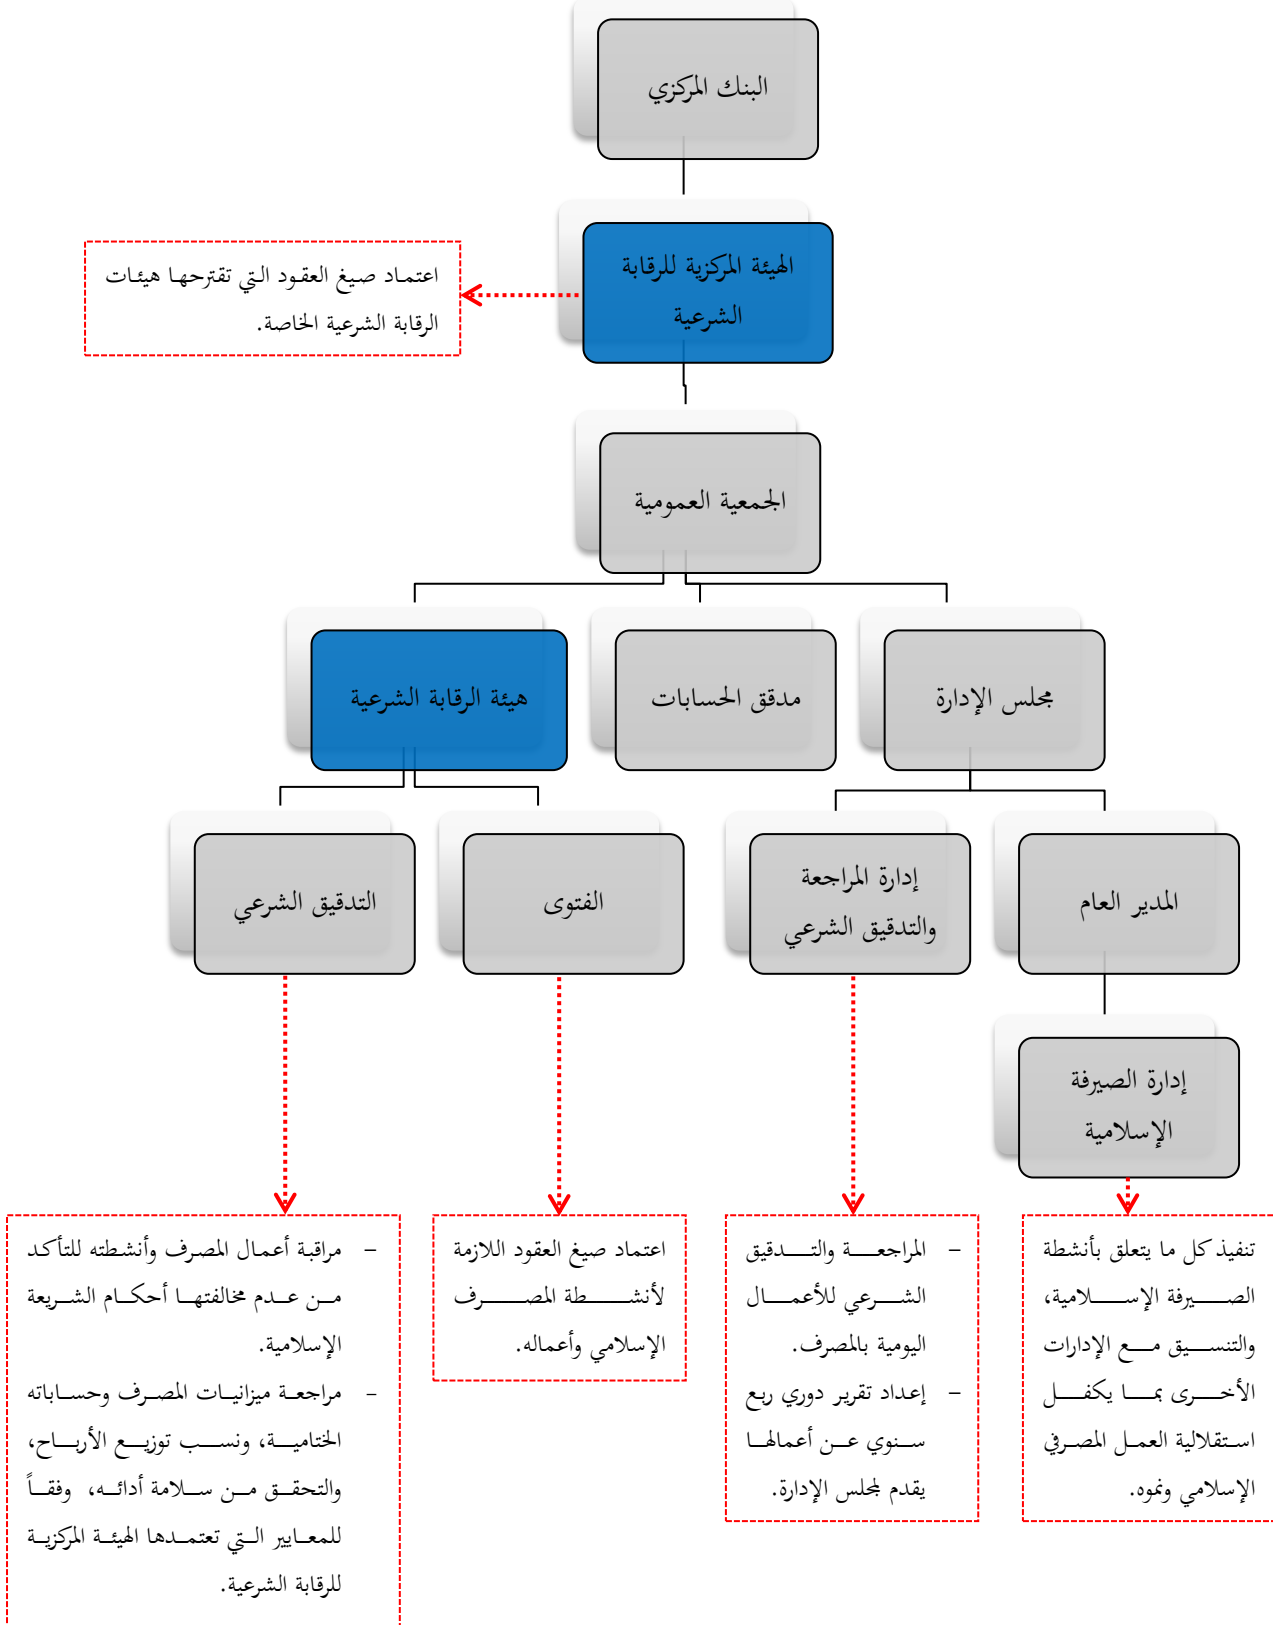 البنك المركزي
الهيئة المركزية للرقابة
الشرعية
اعتماد صيغ العقود التي تقترحها هيئات
الرقابة الشرعية الخاصة.
الجمعية العمومية
مجلس الإدارة
مدقق الحسابات
هيئة الرقابة الشرعية
المدير العام
إدارة المراجعة
والتدقيق الشرعي
الفتوى
التدقيق الشرعي
إدارة الصيرفة
الإسلامية
تنفيذ كل ما يتعلق بأنشطة
الصيرفة الإسلامية،
والتنسيق مع الإدارات
الأخرى بما يكفل
استقلالية العمل المصرفي
الإسلامي ونموه.
- المراجعة والتدقيق
الشرعي للأعمال
اليومية بالمصرف.
- إعداد تقرير دوري ربع
سنوي عن أعمالها
يقدم لمجلس الإدارة.
اعتماد صيغ العقود اللازمة
لأنشطة المصرف
الإسلامي وأعماله.
- مراقبة أعمال المصرف وأنشطته للتأكد
من عدم مخالفتها أحكام الشريعة
الإسلامية.
- مراجعة ميزانيات المصرف وحساباته
الختامية، ونسب توزيع الأرباح،
والتحقق من سلامة أدائه، وفقاً
للمعايير التي تعتمدها الهيئة المركزية
للرقابة الشرعية.